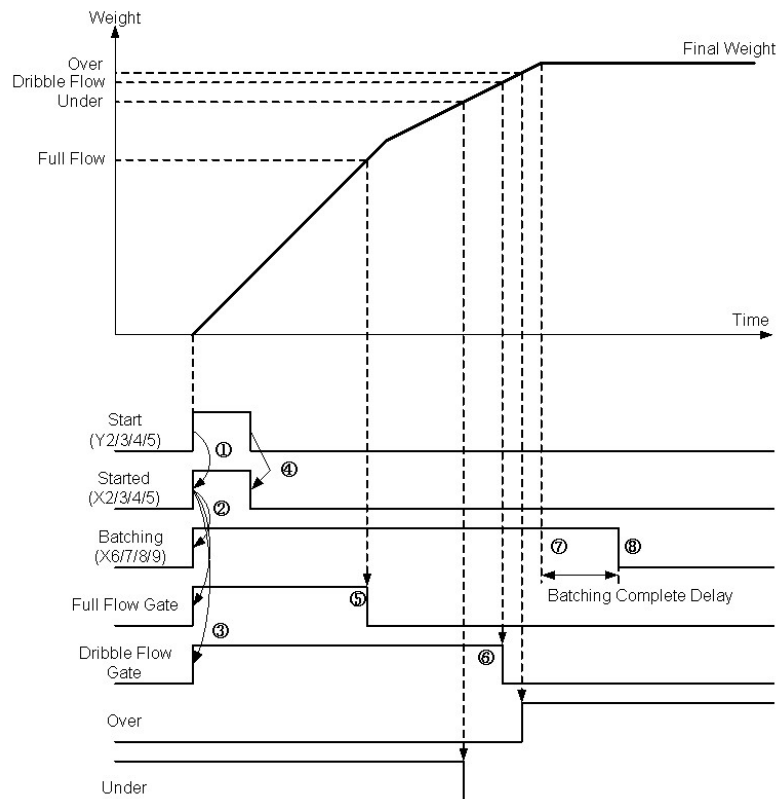 Weight
Over
Final Weight
Dribble Flow
Under
Full Flow
Time
Start
(Y2/3/4/5)
①
④
Started
(X2/3/4/5)
②
Batching
(X6/7/8/9)
⑦
⑧
Batching Complete Delay
Full Flow Gate
⑤
③
Dribble Flow
Gate
⑥
Over
Under